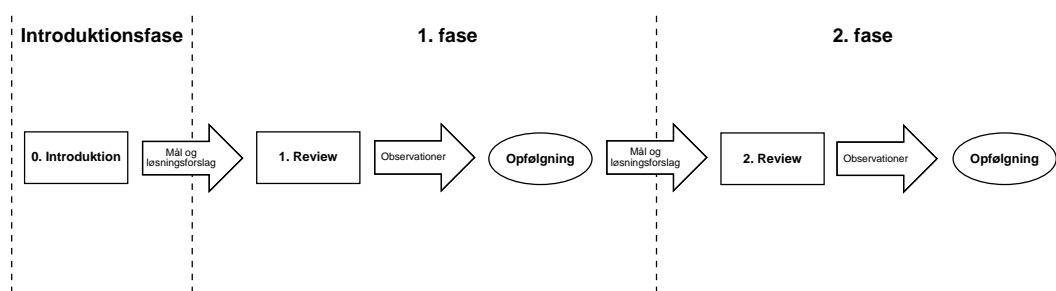 Introduktionsfase
1. fase
2. fase
0. Introduktion
Mål og
løsningsforslag
1. Review
Observationer
Opfølgning
Mål og
løsningsforslag
2. Review
Observationer
Opfølgning